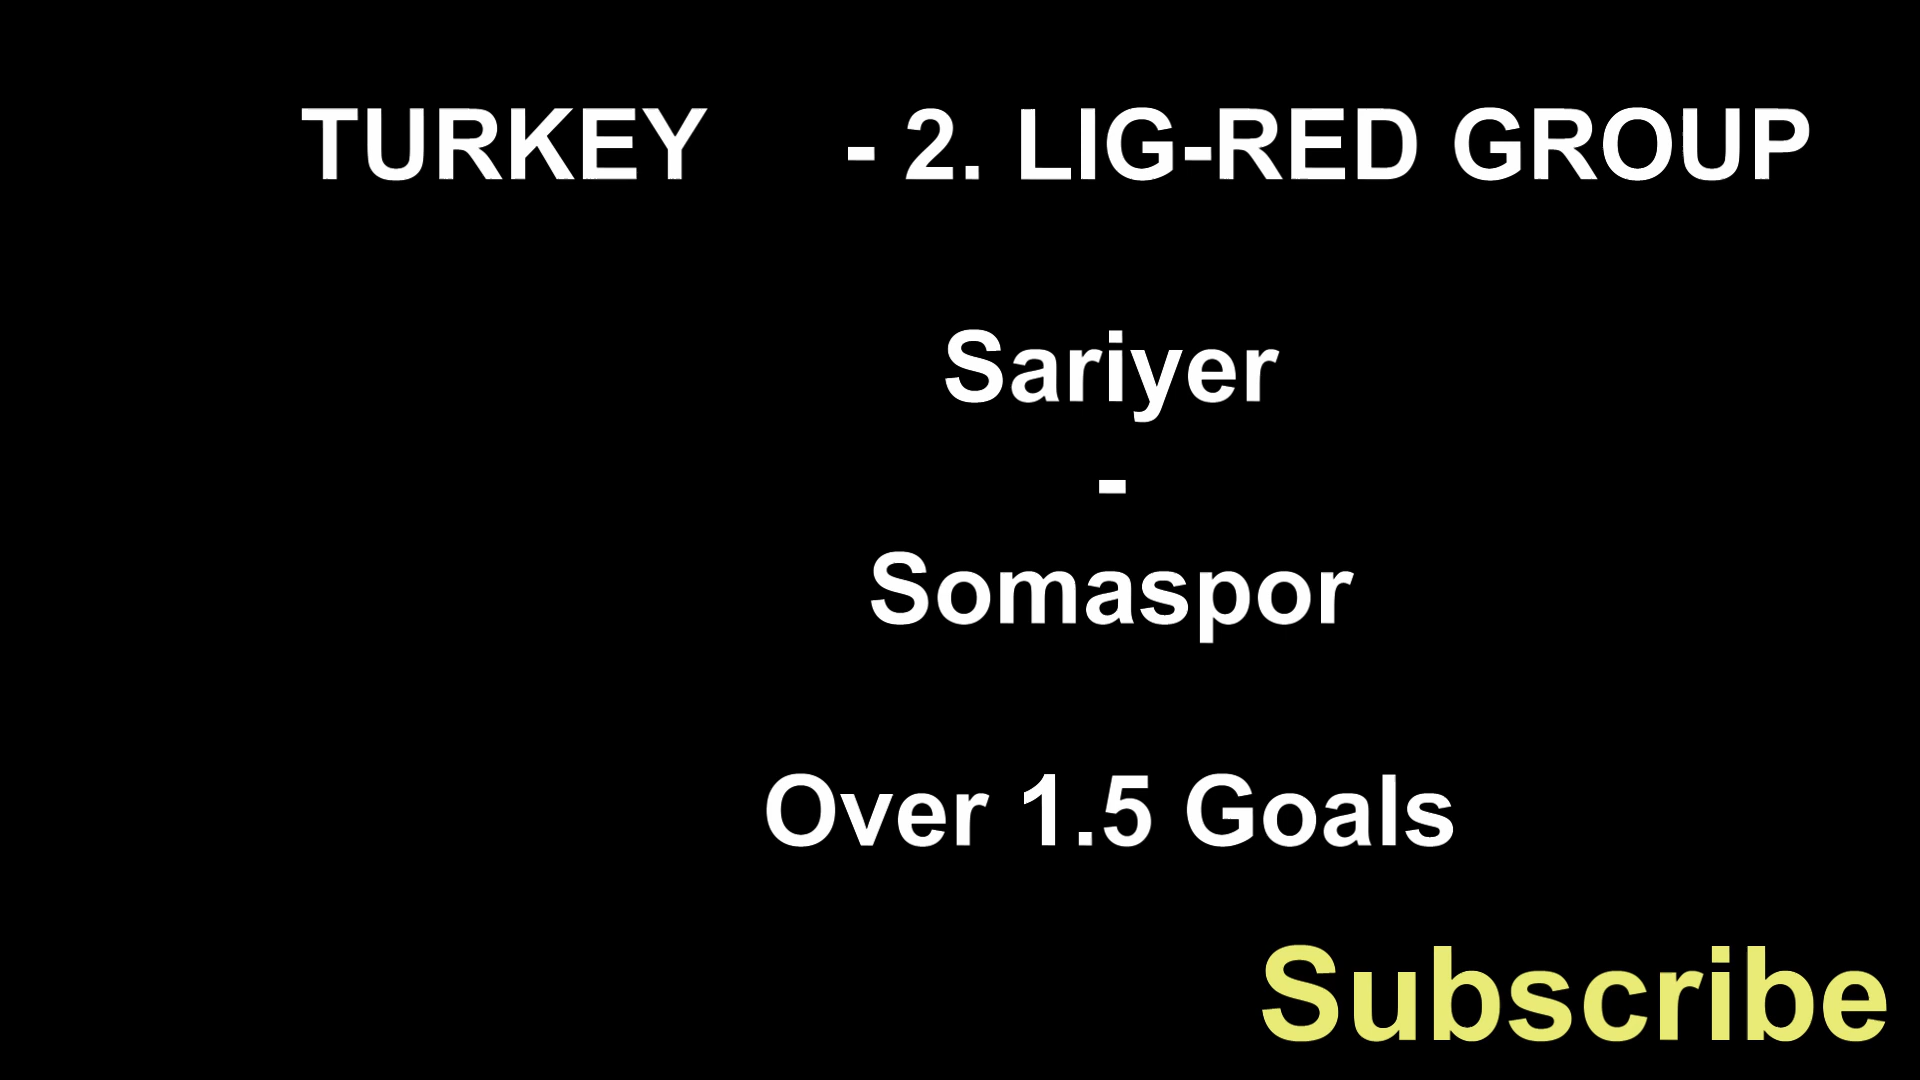 TURKEY - 2. LIG-RED GROUP
Sariyer
-
Somaspor
Over 1.5 Goals
Subscribe